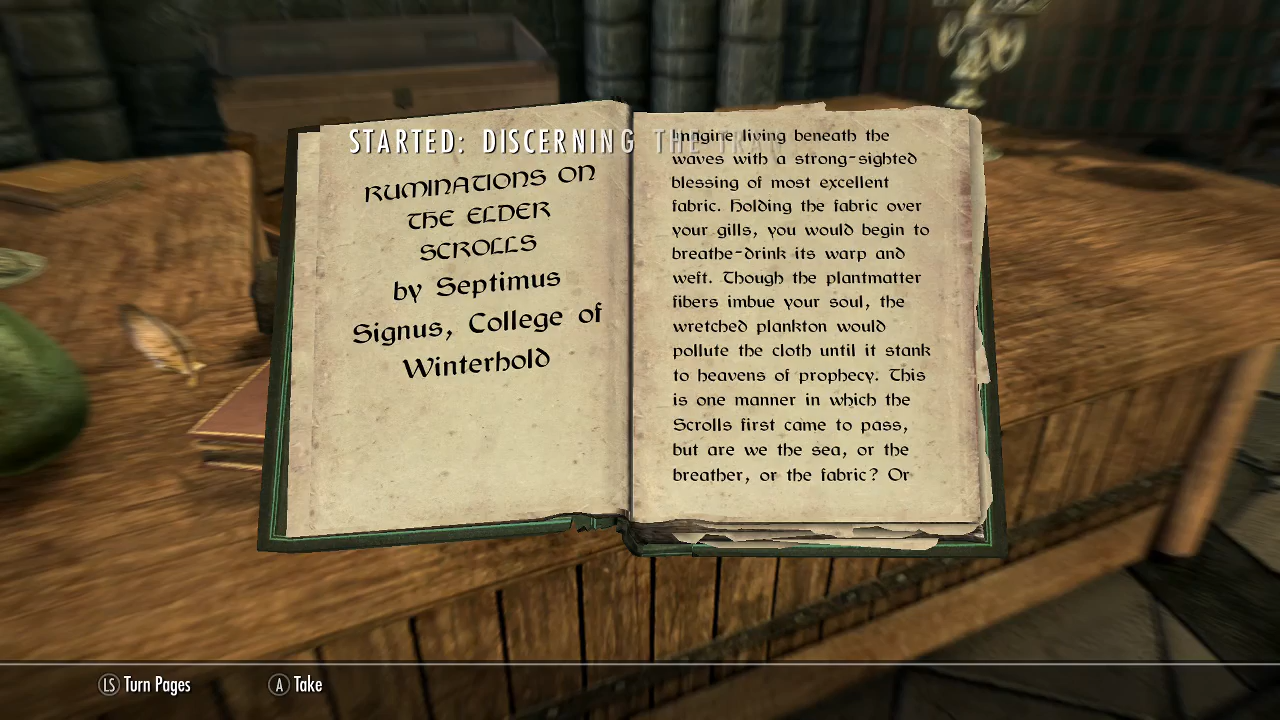 STARTED: DISCERNING THE TRAN
RUMINATIONS ON
THE ELDER
SCROLLS
by Septimus
Signus, College of
Winterhold
Imagine living beneath the
waves with a strong-sighted
blessing of most excellent
fabric. Holding the fabric over
your gills, you would begin to
breathe-drink its warp and
weft. Though the plantmatter
fibers imbue your soul, the
wretched plankton would
pollute the cloth until it stank
to heavens of prophecy. This
is one manner in which the
Scrolls first came to pass,
but are we the sea, or the
breather, or the fabric? Or
LS Turn Pages
A Take